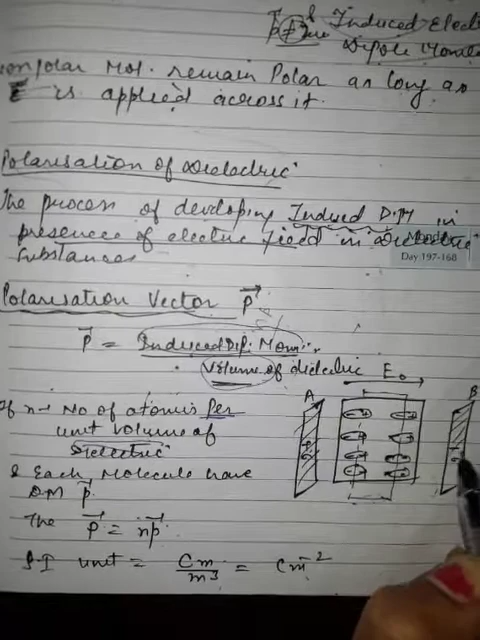 & Induced Elect
Dipole Mome
nonpolar Mol. remain Polar as long as
E is applied across it.
Polarisation of Dielectric
The process of developing Induced D.M in
presence of electric field in Dielectric
Substances
Day 197-168
Polarisation Vector P
P = Induced Dip. Mom.
Volume of dielectric
E₀
A B
If n → No of atoms Per
unit volume of
Dielectric
& Each Molecule have
DM P
The P = np
S.I unit = Cm/m³ = Cm⁻²